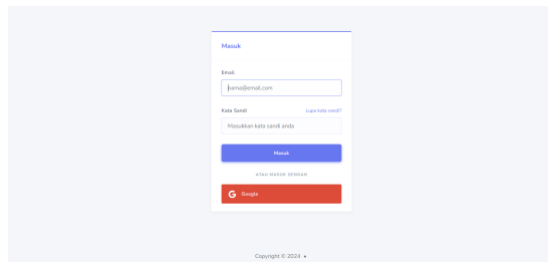 Masuk
Email
nama@email.com
Kata Sandi
Lupa kata sandi?
Masukkan kata sandi anda
Masuk
ATAU MASUK DENGAN
Google
Copyright © 2024 •